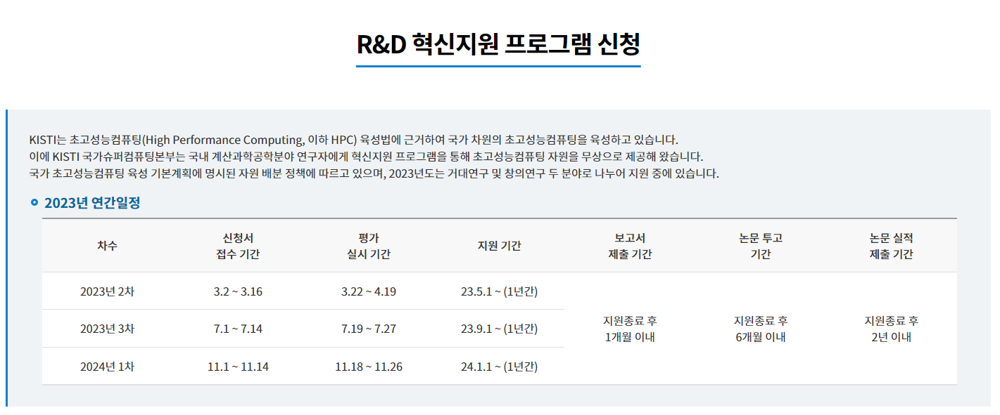 R&D 혁신지원 프로그램 신청
KISTI는 초고성능컴퓨팅(High Performance Computing, 이하 HPC) 육성법에 근거하여 국가 차원의 초고성능컴퓨팅을 육성하고 있습니다.
이에 KISTI 국가슈퍼컴퓨팅본부는 국내 계산과학공학분야 연구자에게 혁신지원 프로그램을 통해 초고성능컴퓨팅 자원을 무상으로 제공해 왔습니다.
국가 초고성능컴퓨팅 육성 기본계획에 명시된 자원 배분 정책에 따르고 있으며, 2023년도는 거대연구 및 창의연구 두 분야로 나누어 지원 중에 있습니다.
2023년 연간일정
차수 신청서 접수 기간 평가 실시 기간 지원 기간 보고서 제출 기간 논문 투고 기간 논문 실적 제출 기간
2023년 2차 3.2 ~ 3.16 3.22 ~ 4.19 23.5.1 ~ (1년간)
2023년 3차 7.1 ~ 7.14 7.19 ~ 7.27 23.9.1 ~ (1년간) 지원종료 후 1개월 이내 지원종료 후 6개월 이내 지원종료 후 2년 이내
2024년 1차 11.1 ~ 11.14 11.18 ~ 11.26 24.1.1 ~ (1년간)